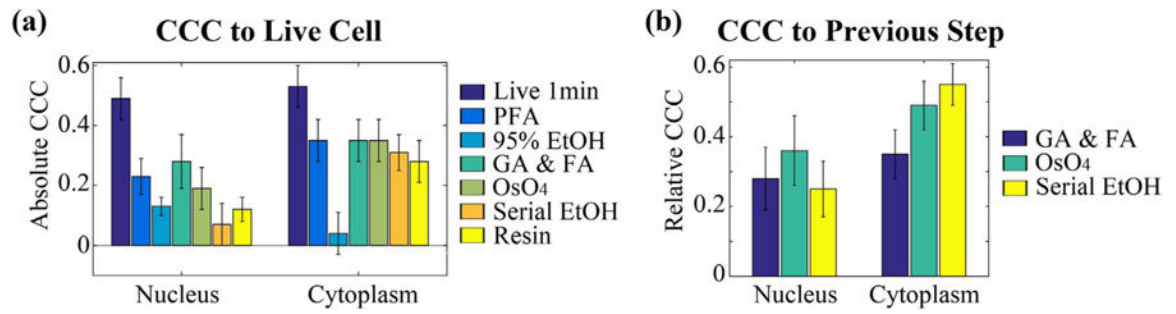 (a)
CCC to Live Cell
Absolute CCC
0.6
0.4
0.2
0
Nucleus
Cytoplasm
Live 1min
PFA
95% EtOH
GA & FA
OsO4
Serial EtOH
Resin
(b)
CCC to Previous Step
Relative CCC
0.6
0.4
0.2
0
Nucleus
Cytoplasm
GA & FA
OsO4
Serial EtOH